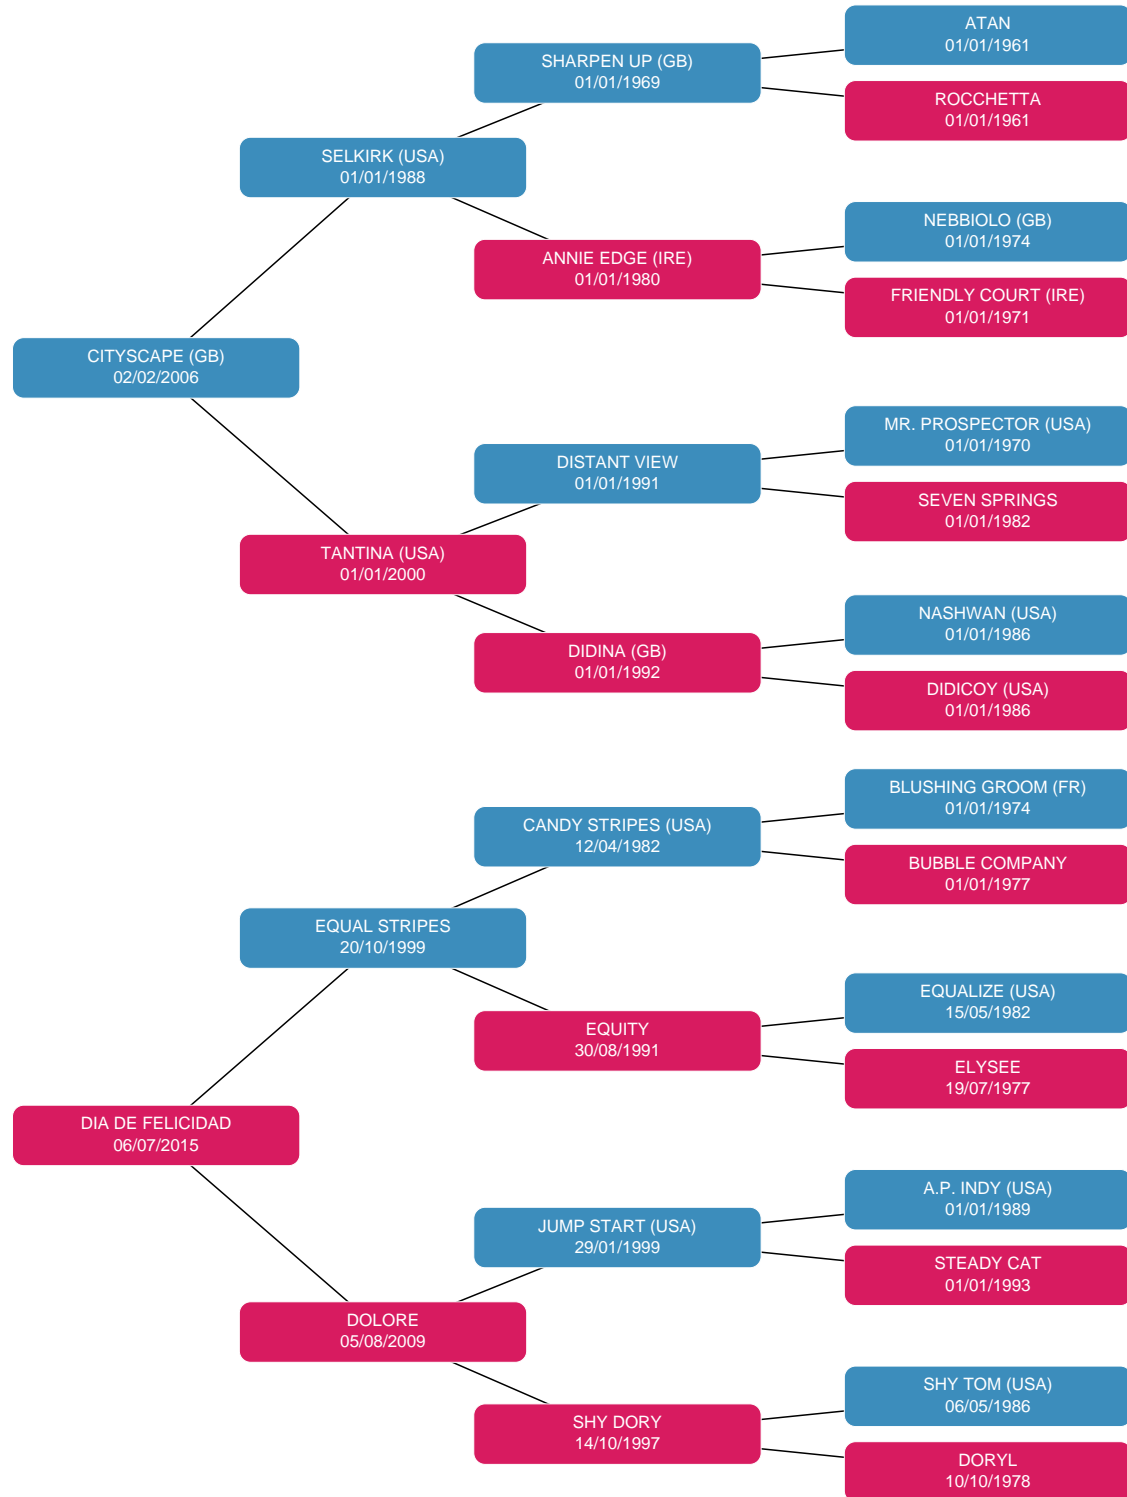 ATAN
01/01/1961
SHARPEN UP (GB)
01/01/1969
ROCCHETTA
01/01/1961
SELKIRK (USA)
01/01/1988
NEBBIOLO (GB)
01/01/1974
ANNIE EDGE (IRE)
01/01/1980
FRIENDLY COURT (IRE)
01/01/1971
CITYSCAPE (GB)
02/02/2006
MR. PROSPECTOR (USA)
01/01/1970
DISTANT VIEW
01/01/1991
SEVEN SPRINGS
01/01/1982
TANTINA (USA)
01/01/2000
NASHWAN (USA)
01/01/1986
DIDINA (GB)
01/01/1992
DIDICOY (USA)
01/01/1986
BLUSHING GROOM (FR)
01/01/1974
CANDY STRIPES (USA)
12/04/1982
BUBBLE COMPANY
01/01/1977
EQUAL STRIPES
20/10/1999
EQUALIZE (USA)
15/05/1982
EQUITY
30/08/1991
ELYSEE
19/07/1977
DIA DE FELICIDAD
06/07/2015
A.P. INDY (USA)
01/01/1989
JUMP START (USA)
29/01/1999
STEADY CAT
01/01/1993
DOLORE
05/08/2009
SHY TOM (USA)
06/05/1986
SHY DORY
14/10/1997
DORYL
10/10/1978